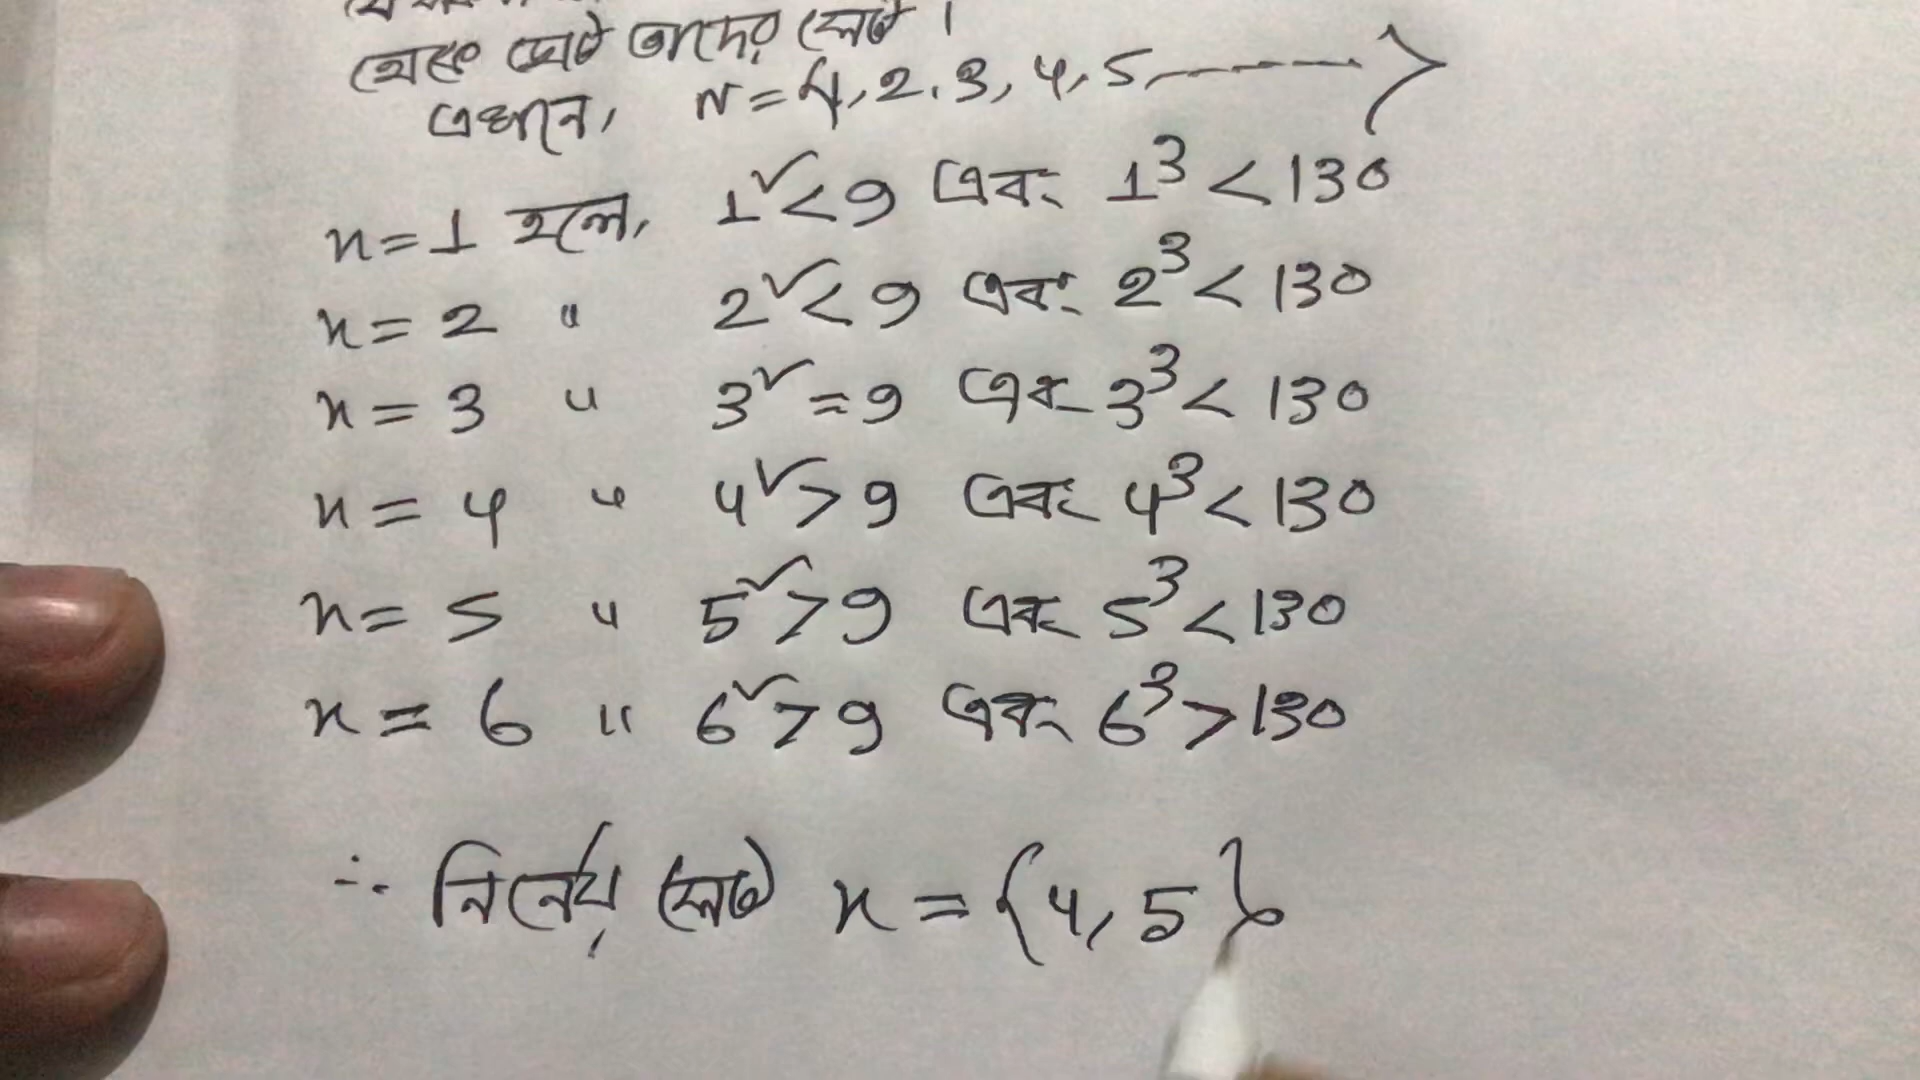 থেকে ছোট তাদের সেট।
এখানে, N = {1, 2, 3, 4, 5, ------- }
x = 1 হলে, 1² < 9 এবং 1³ < 130
x = 2 " 2² < 9 এবং 2³ < 130
x = 3 " 3² = 9 এবং 3³ < 130
x = 4 " 4² > 9 এবং 4³ < 130
x = 5 " 5² > 9 এবং 5³ < 130
x = 6 " 6² > 9 এবং 6³ > 130
∴ নির্ণেয় সেট x = {4, 5}